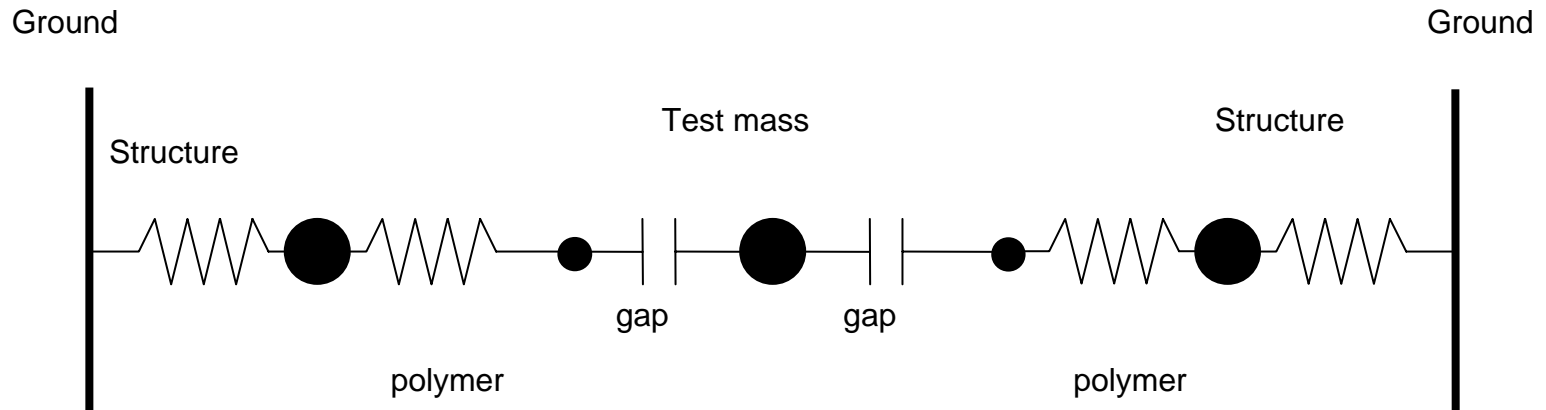 Ground
Ground
Test mass
Structure
Structure
gap
gap
polymer
polymer